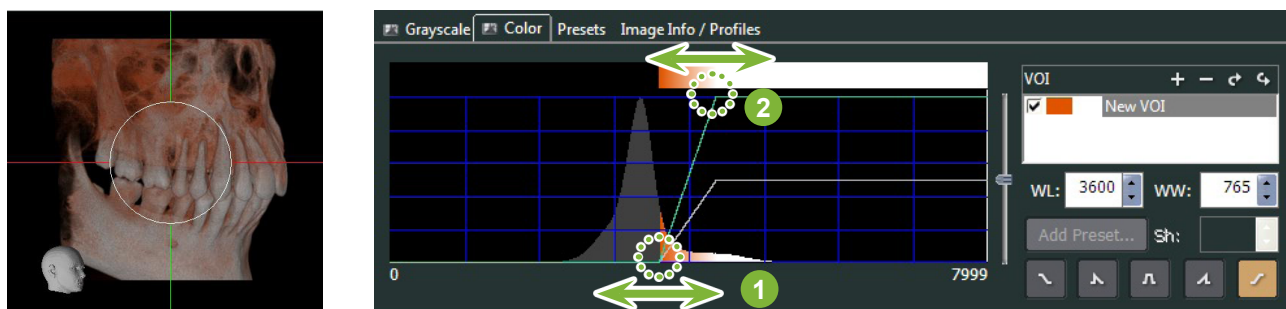 Grayscale Color Presets Image Info / Profiles
VOI
New VOI
2
WL: 3600 WW: 765
Add Preset... Sh:
0 7999
1